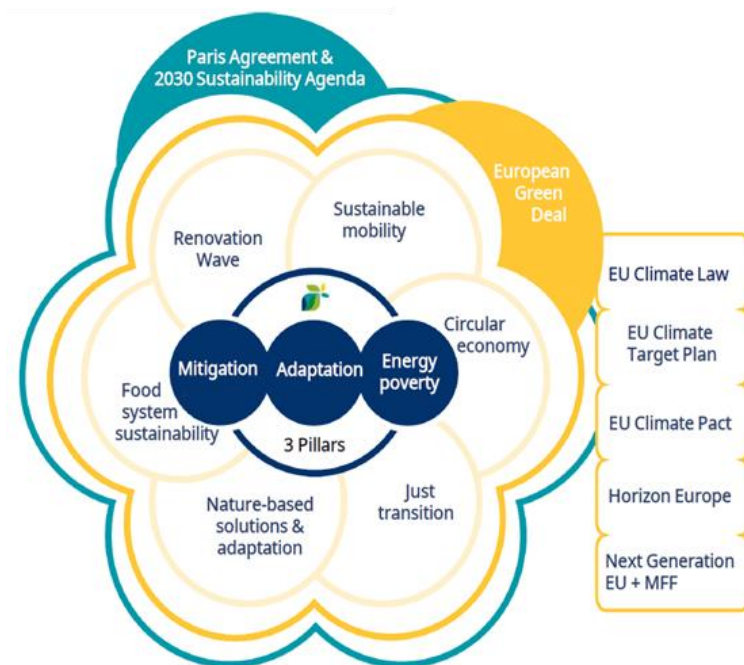 Paris Agreement &
2030 Sustainability Agenda
European
Green
Deal
Sustainable
mobility
Renovation
Wave
Circular
economy
Mitigation
Adaptation
Energy
poverty
3 Pillars
Food
system
sustainability
Nature-based
solutions &
adaptation
Just
transition
EU Climate Law
EU Climate
Target Plan
EU Climate Pact
Horizon Europe
Next Generation
EU + MFF